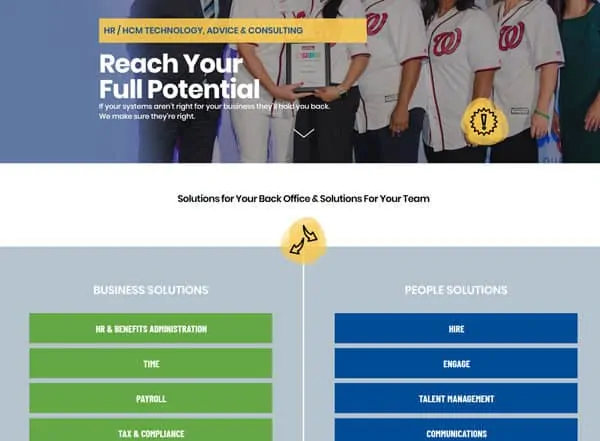 HR / HCM TECHNOLOGY, ADVICE & CONSULTING
Reach Your
Full Potential
If your systems aren't right for your business they'll hold you back.
We make sure they're right.
Solutions for Your Back Office & Solutions For Your Team
BUSINESS SOLUTIONS
HR & BENEFITS ADMINISTRATION
TIME
PAYROLL
TAX & COMPLIANCE
PEOPLE SOLUTIONS
HIRE
ENGAGE
TALENT MANAGEMENT
COMMUNICATIONS